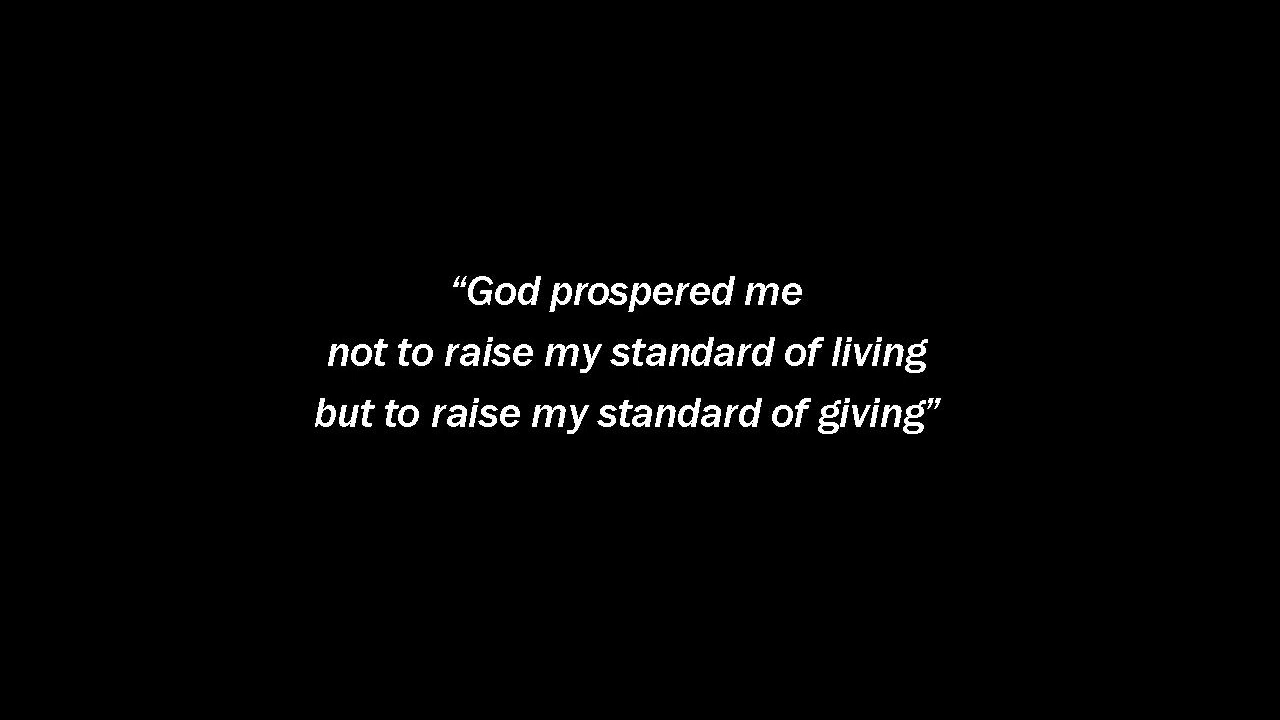 “God prospered me
not to raise my standard of living
but to raise my standard of giving”